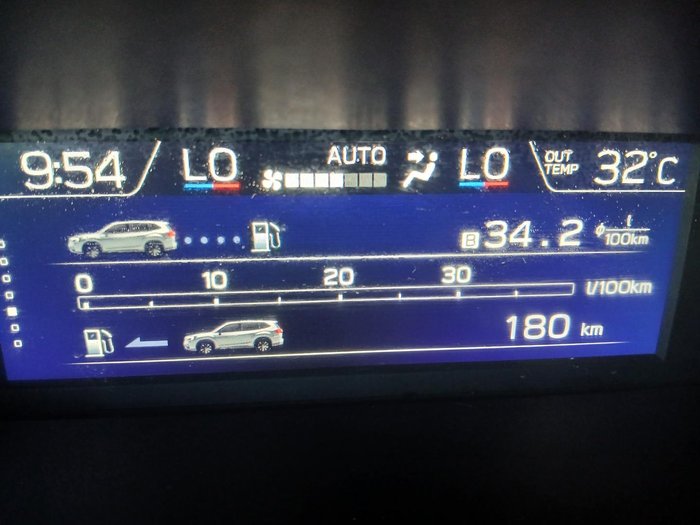 9:54 LO AUTO LO OUT TEMP 32°C
B 34.2 ø l/100km
0 10 20 30
l/100km
180 km